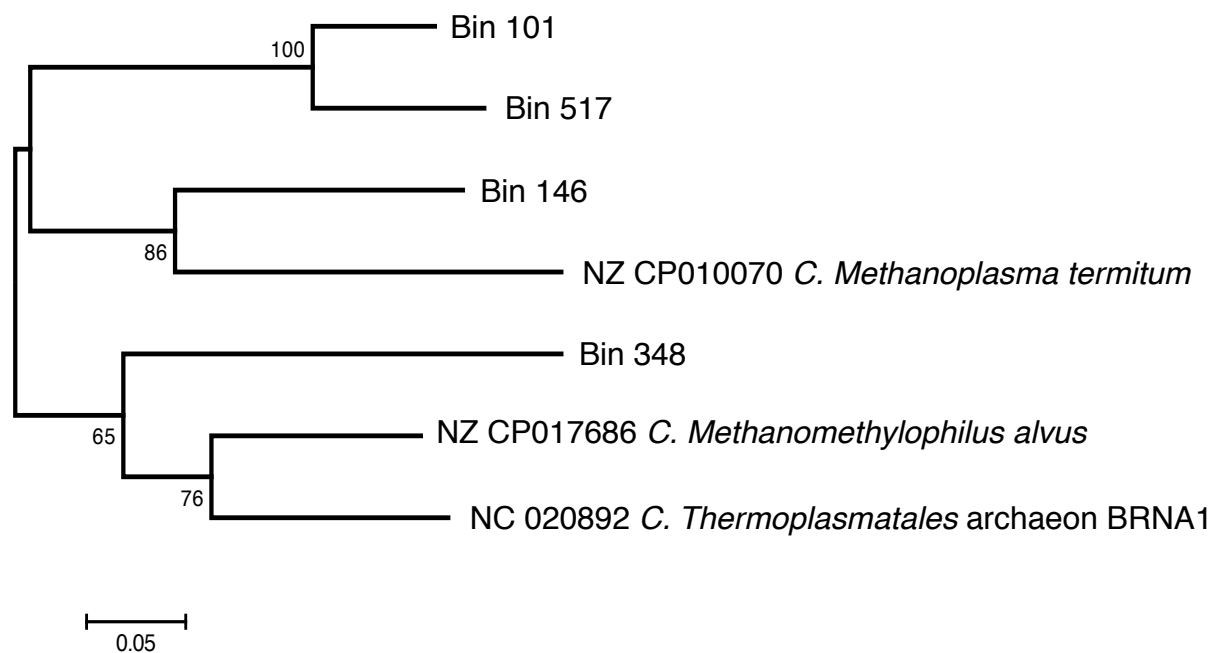 Bin 101
100
Bin 517
Bin 146
86
NZ CP010070 C. Methanoplasma termitum
Bin 348
65
NZ CP017686 C. Methanomethylophilus alvus
76
NC 020892 C. Thermoplasmatales archaeon BRNA1
0.05